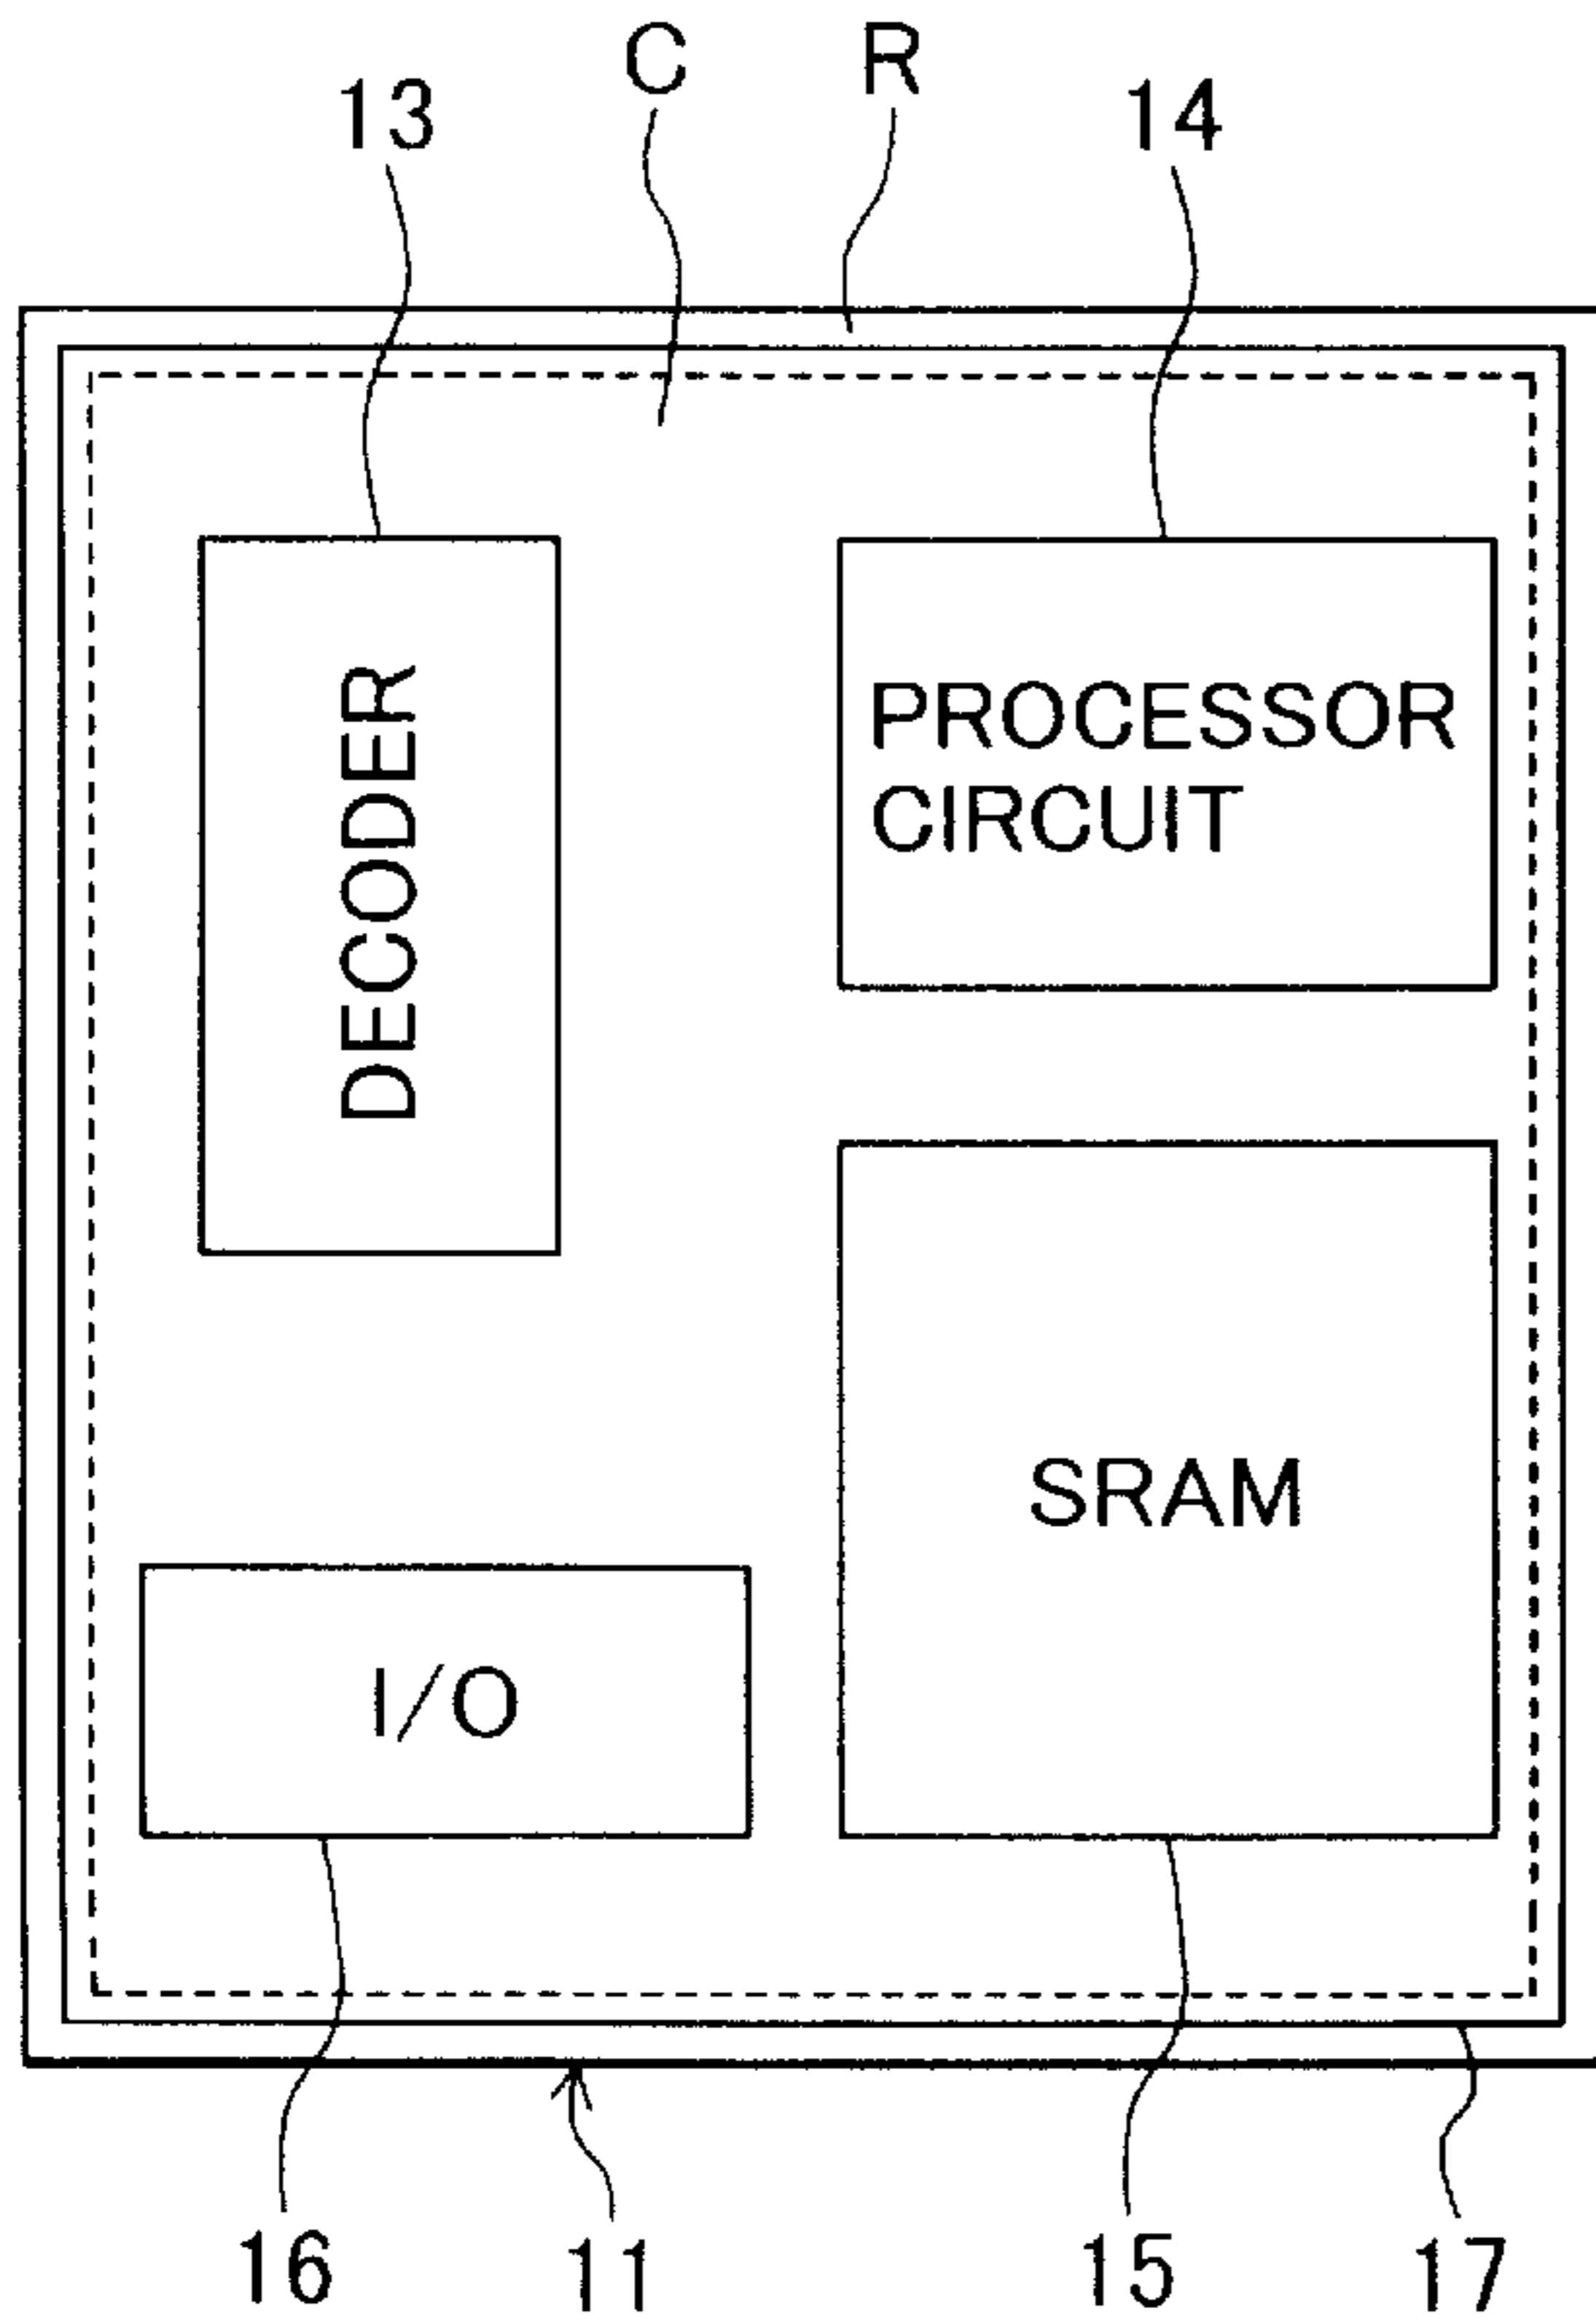 C R
13 14
DECODER
PROCESSOR
CIRCUIT
SRAM
I/O
16 11 15 17